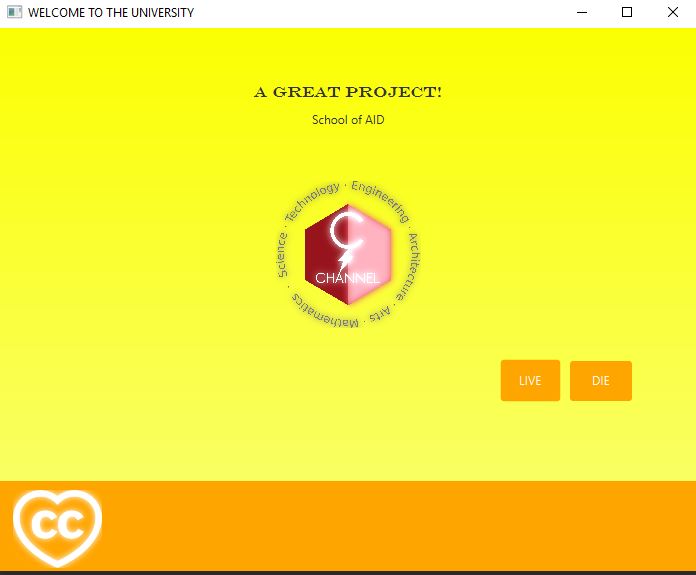 WELCOME TO THE UNIVERSITY
A GREAT PROJECT!
School of AID
Science · Technology · Engineering · Architecture · Arts · Mathematics ·
C
CHANNEL
LIVE
DIE
CC